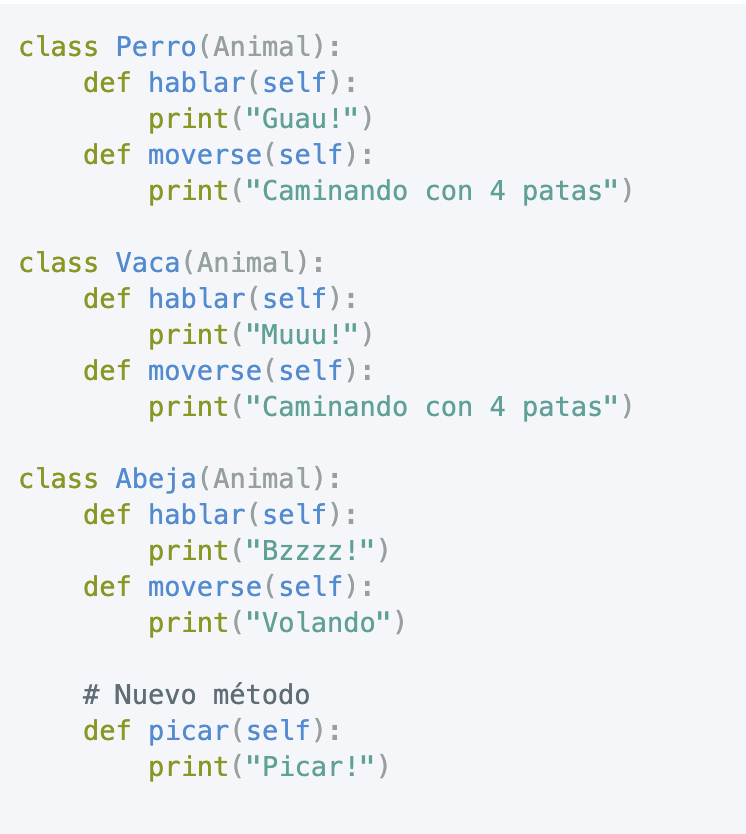 class Perro(Animal):
    def hablar(self):
        print("Guau!")
    def moverse(self):
        print("Caminando con 4 patas")

class Vaca(Animal):
    def hablar(self):
        print("Muuu!")
    def moverse(self):
        print("Caminando con 4 patas")

class Abeja(Animal):
    def hablar(self):
        print("Bzzzz!")
    def moverse(self):
        print("Volando")

    # Nuevo método
    def picar(self):
        print("Picar!")